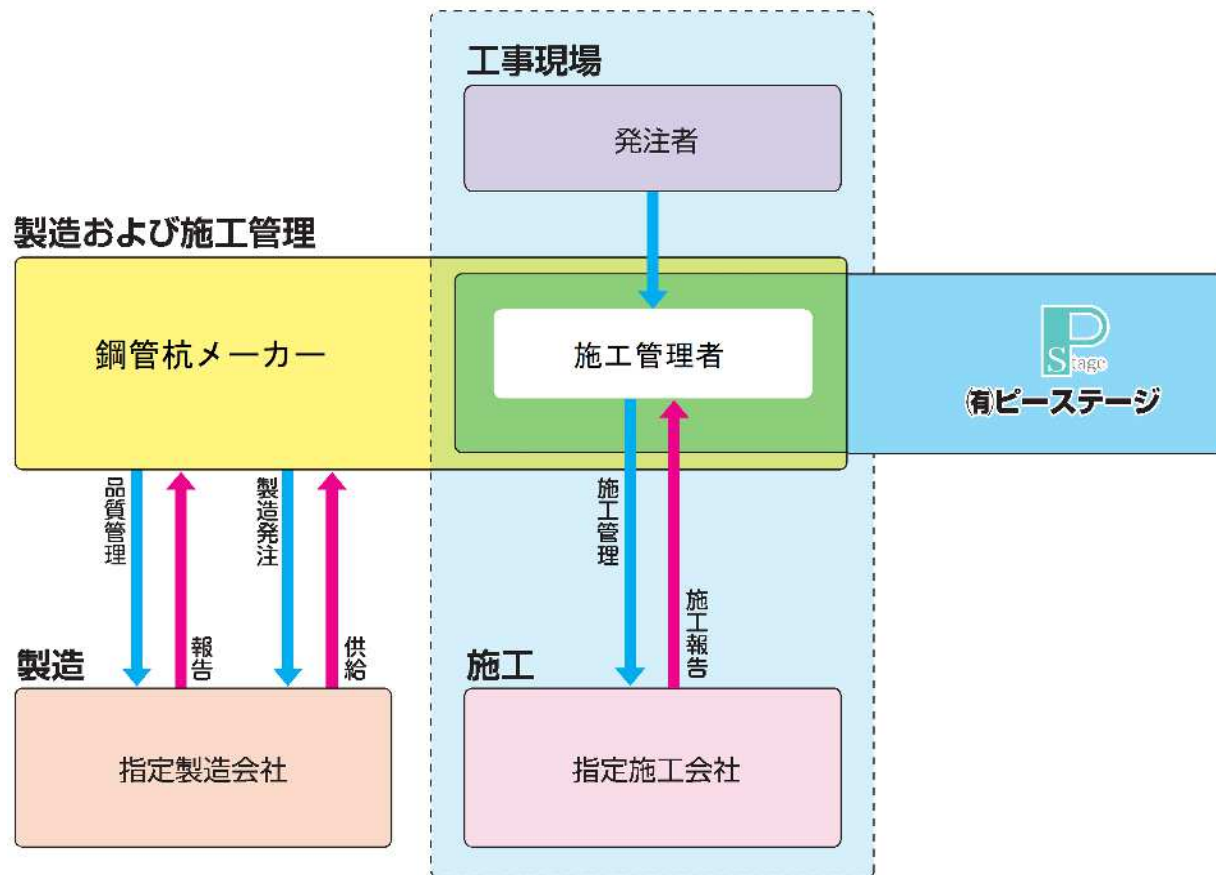 工事現場
発注者
製造および施工管理
鋼管杭メーカー
施工管理者
P
Stage
㈲ピーステージ
品質管理
報告
製造発注
供給
施工管理
施工報告
製造
指定製造会社
施工
指定施工会社